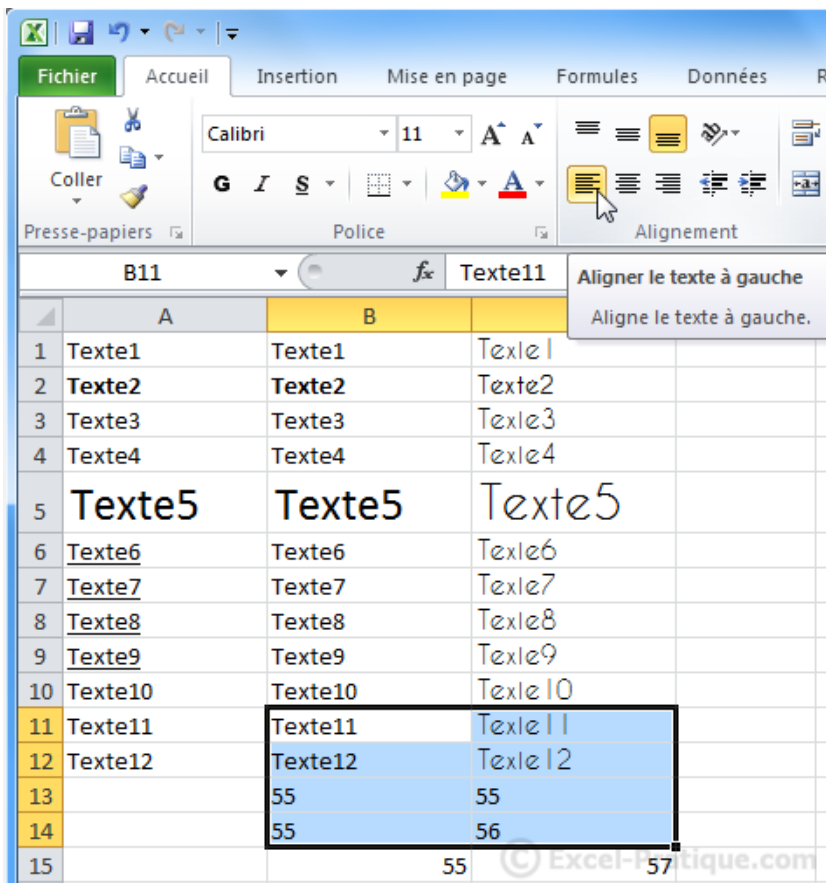 Fichier Accueil Insertion Mise en page Formules Données R
Calibri 11 A A
Coller G I S A
Presse-papiers Police Alignement
B11 fx Texte11
Aligner le texte à gauche
Aligne le texte à gauche.
A B
1 Texte1 Texte1 Texte1
2 Texte2 Texte2 Texte2
3 Texte3 Texte3 Texte3
4 Texte4 Texte4 Texte4
5 Texte5 Texte5 Texte5
6 Texte6 Texte6 Texte6
7 Texte7 Texte7 Texte7
8 Texte8 Texte8 Texte8
9 Texte9 Texte9 Texte9
10 Texte10 Texte10 Texte10
11 Texte11 Texte11 Texte11
12 Texte12 Texte12 Texte12
13 55 55
14 55 56
15 55 57
© Excel-Pratique.com